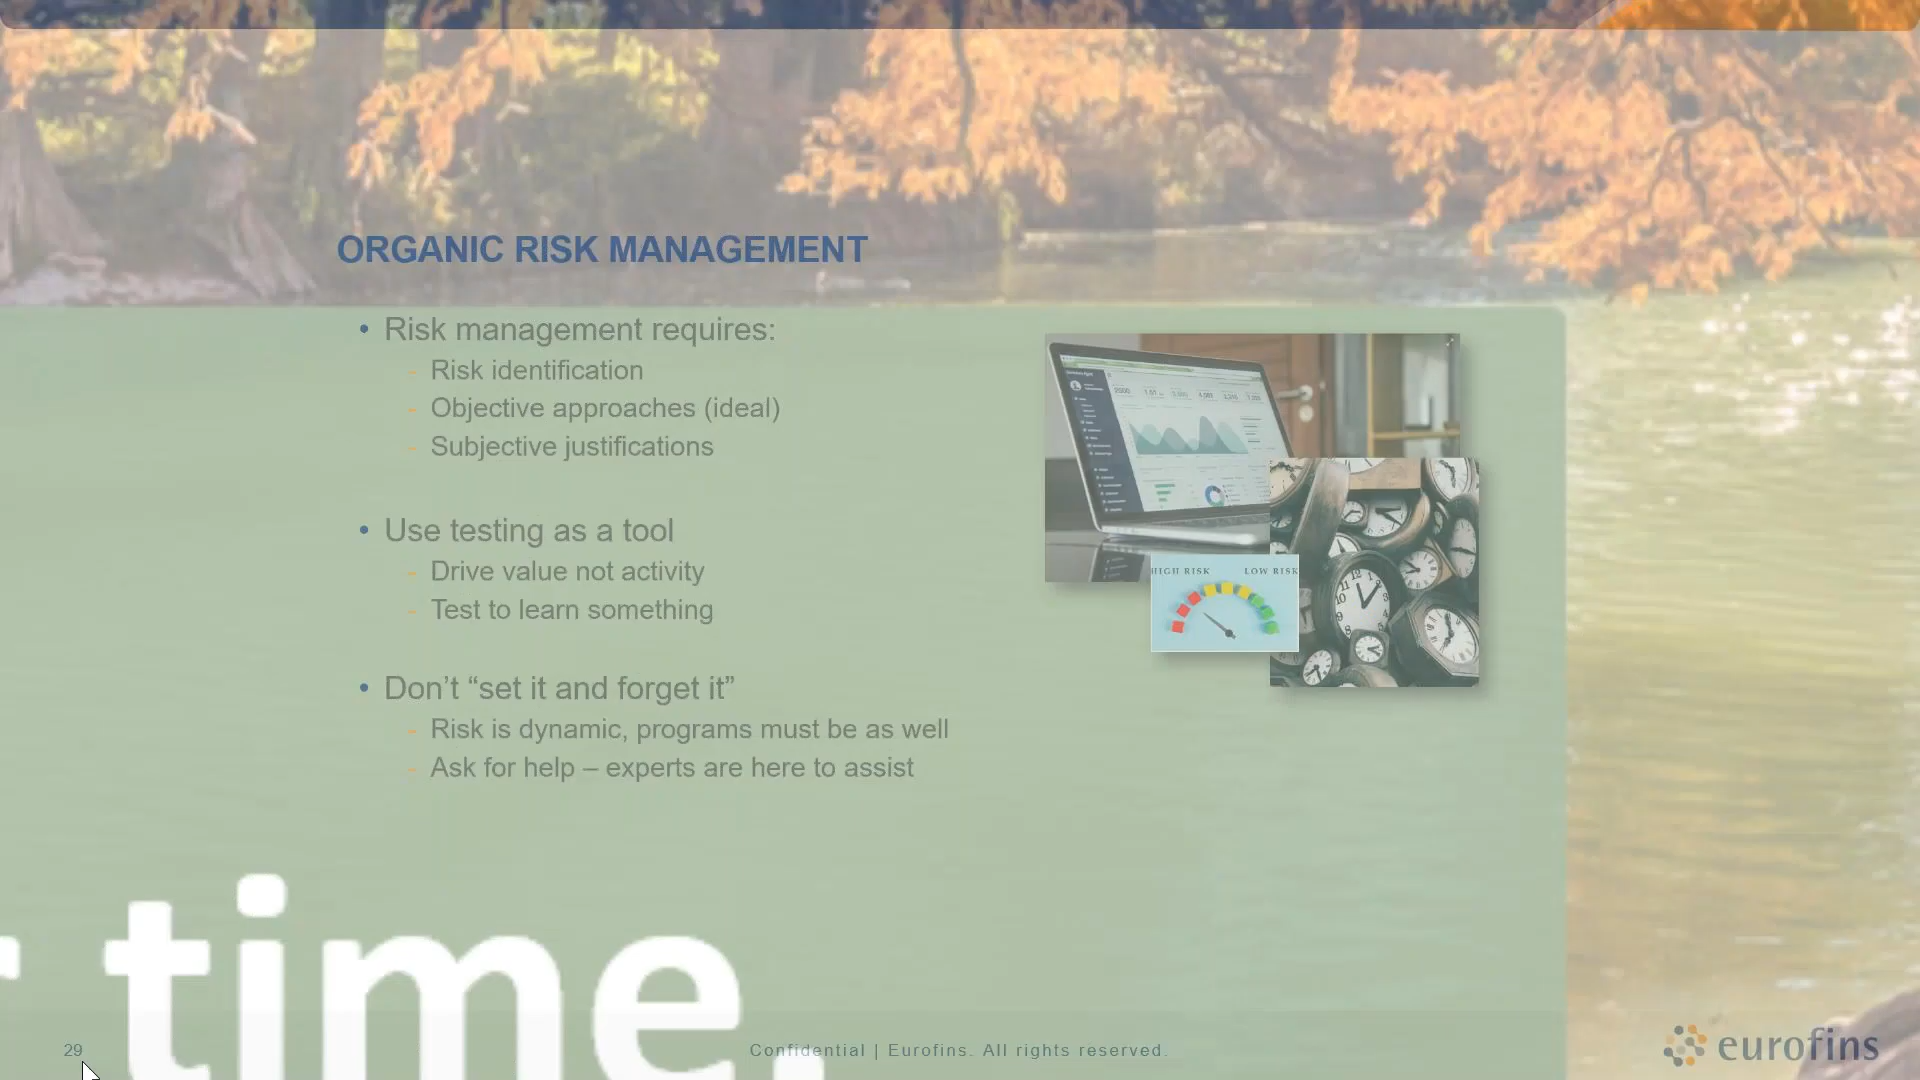 ORGANIC RISK MANAGEMENT
• Risk management requires:
- Risk identification
- Objective approaches (ideal)
- Subjective justifications
• Use testing as a tool
- Drive value not activity
- Test to learn something
• Don’t “set it and forget it”
- Risk is dynamic, programs must be as well
- Ask for help – experts are here to assist
HIGH RISK LOW RISK
time.
29
Confidential | Eurofins. All rights reserved.
eurofins